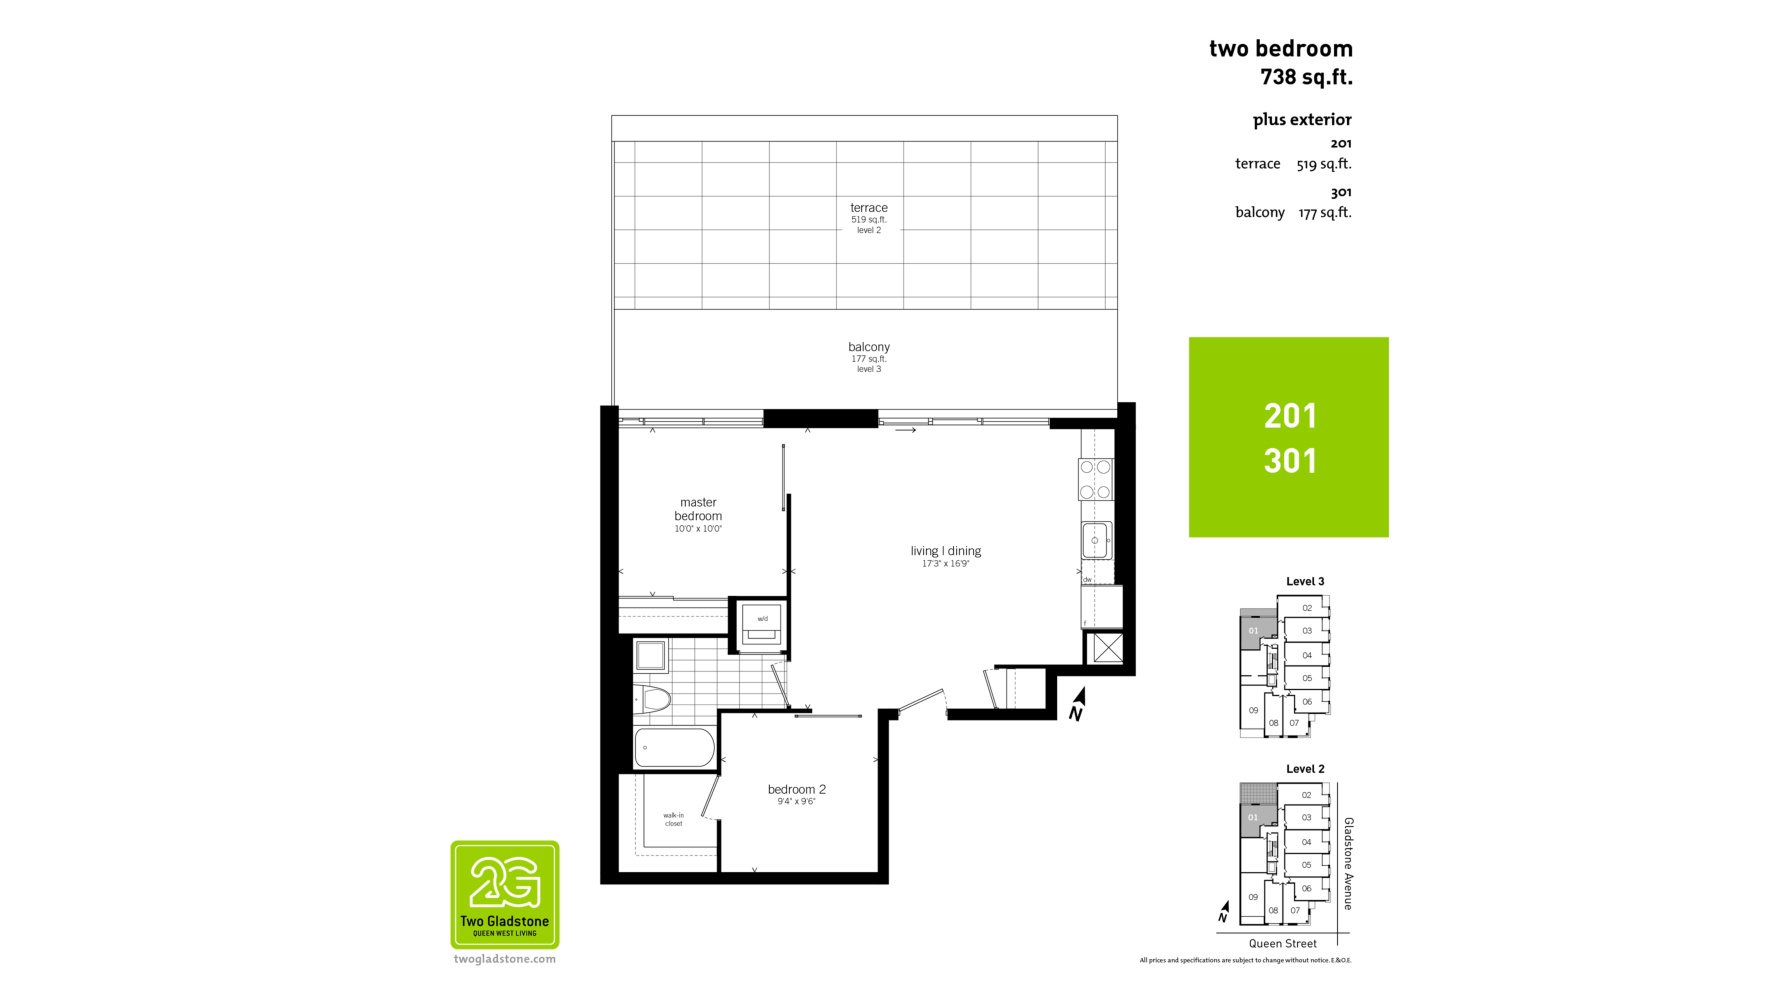 two bedroom
738 sq.ft.
plus exterior
201
terrace 519 sq.ft.
301
balcony 177 sq.ft.
terrace
519 sq.ft.
level 2
balcony
177 sq.ft.
level 3
201
301
master
bedroom
10'0" x 10'0"
living | dining
17'3" x 16'9"
dw
f
w/d
N
bedroom 2
9'4" x 9'6"
walk-in
closet
Level 3
02
01
03
04
05
06
09
08
07
Level 2
02
01
03
04
05
06
09
08
07
N
Gladstone Avenue
Queen Street
2G
Two Gladstone
QUEEN WEST LIVING
twogladstone.com
All prices and specifications are subject to change without notice. E.&O.E.